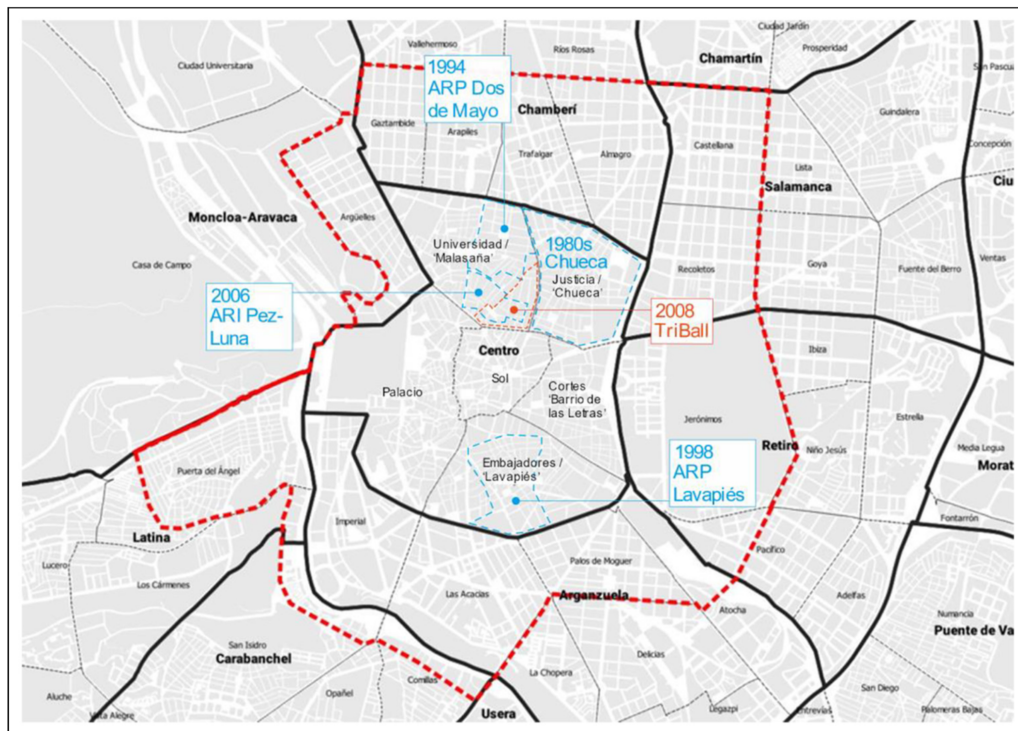 Ciudad Jardín
Vallehermoso
Ríos Rosas
Prosperidad
Chamartín
Ciudad Universitaria
1994
ARP Dos
de Mayo
Chamberí
Guindalera
Gaztambide
Arapiles
Trafalgar
Almagro
Castellana
Concepción
Lista
Salamanca
Moncloa-Aravaca
Argüelles
Universidad /
'Malasaña'
1980s
Chueca
Justicia /
'Chueca'
Casa de Campo
Recoletos
Goya
Fuente del Berro
Ventas
2006
ARI Pez-
Luna
2008
TriBall
Centro
Sol
Ibiza
Palacio
Cortes
'Barrio de
las Letras'
Jerónimos
Estrella
Retiro
Niño Jesús
Media Legua
Puerta del Ángel
Embajadores /
'Lavapiés'
1998
ARP
Lavapiés
Fontarrón
Imperial
Latina
Pacífico
Lucero
Los Cármenes
Palos de Moguer
Las Acacias
Arganzuela
Atocha
Adelfas
Numancia
Puente de Va
San Isidro
Carabanchel
Delicias
La Chopera
Comillas
Opañel
Aluche
Vista Alegre
Usera
Legazpi
Entrevías
San Diego
Palomeras Bajas